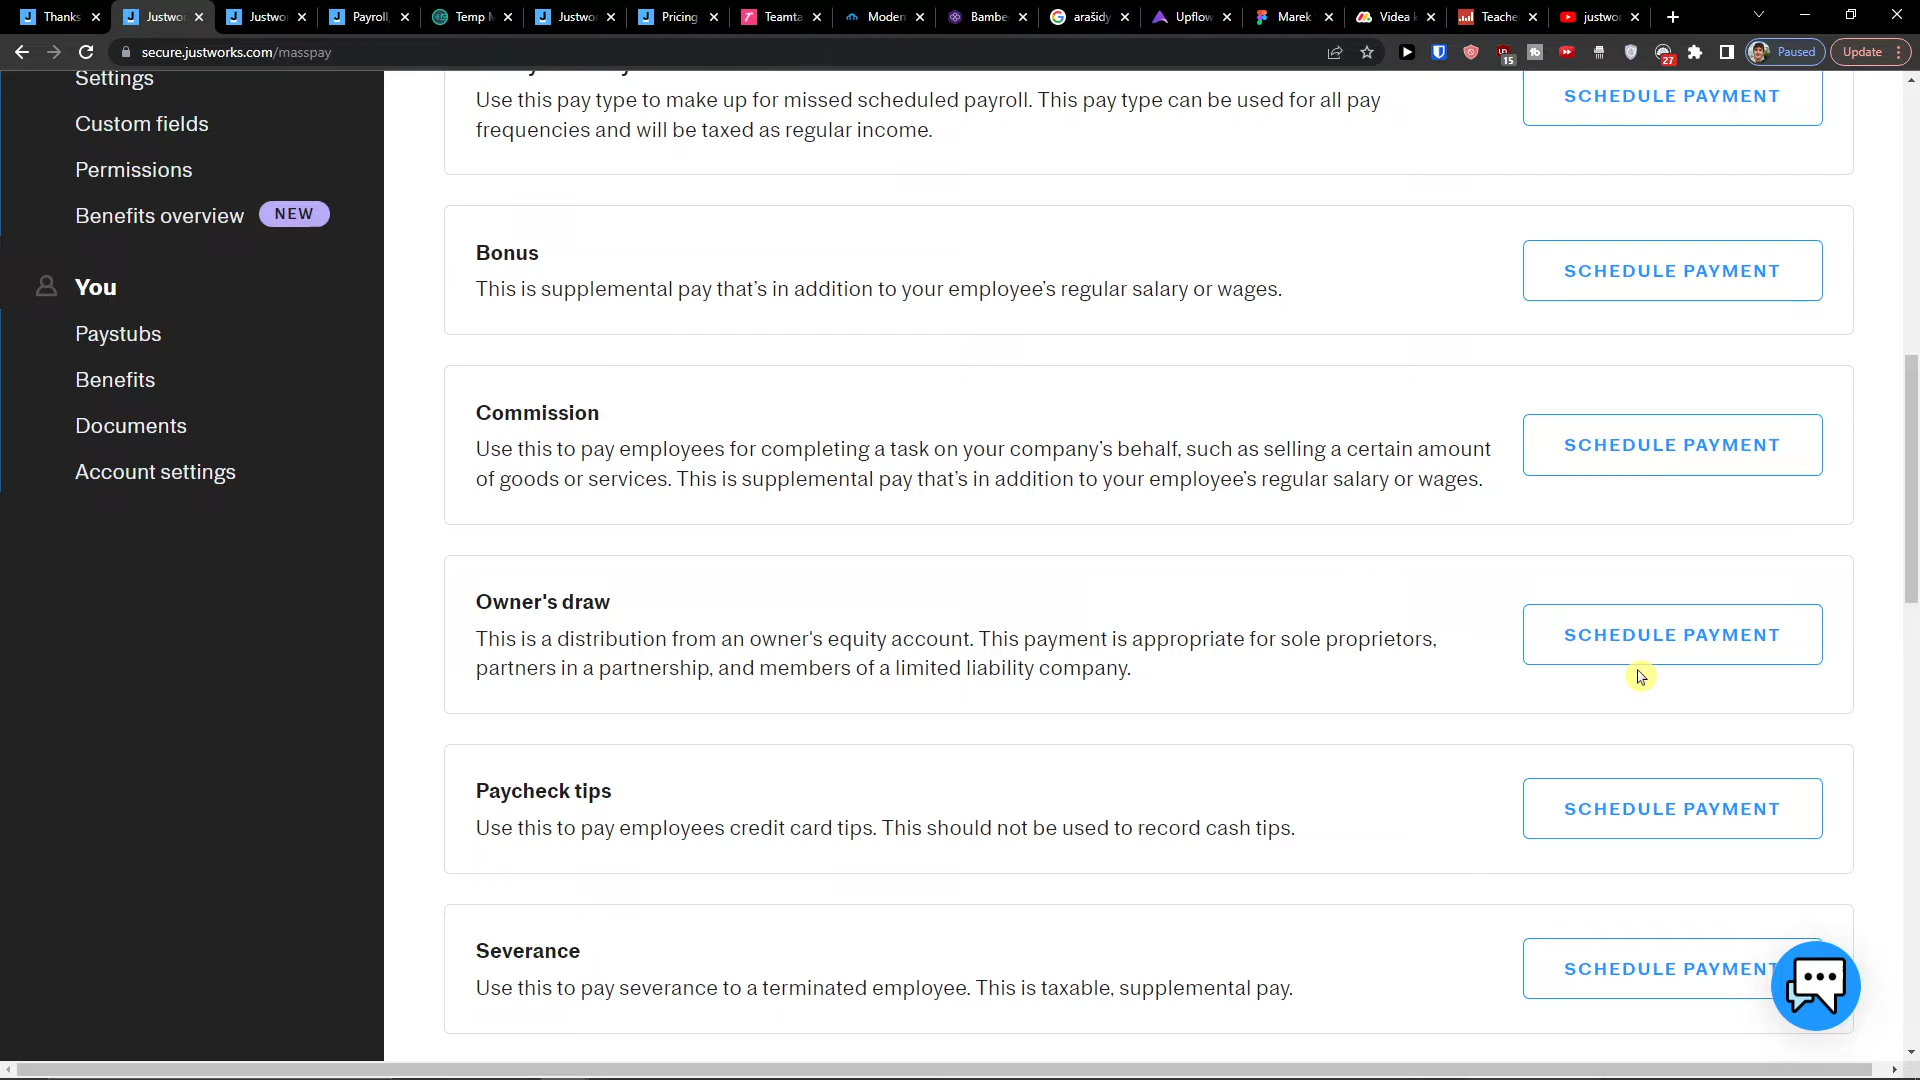 Thanks
Justwo
Justwo
Payroll,
Temp M
Justwo
Pricing
Teamta
Modern
Bambe
arašidy
Upflow
Marek
Videa k
Teache
justwo
secure.justworks.com/masspay
15
27
Paused
Update
Settings
Custom fields
Permissions
Benefits overview NEW
You
Paystubs
Benefits
Documents
Account settings
Use this pay type to make up for missed scheduled payroll. This pay type can be used for all pay
frequencies and will be taxed as regular income.
SCHEDULE PAYMENT
Bonus
This is supplemental pay that's in addition to your employee's regular salary or wages.
SCHEDULE PAYMENT
Commission
Use this to pay employees for completing a task on your company's behalf, such as selling a certain amount
of goods or services. This is supplemental pay that's in addition to your employee's regular salary or wages.
SCHEDULE PAYMENT
Owner's draw
This is a distribution from an owner's equity account. This payment is appropriate for sole proprietors,
partners in a partnership, and members of a limited liability company.
SCHEDULE PAYMENT
Paycheck tips
Use this to pay employees credit card tips. This should not be used to record cash tips.
SCHEDULE PAYMENT
Severance
Use this to pay severance to a terminated employee. This is taxable, supplemental pay.
SCHEDULE PAYMENT